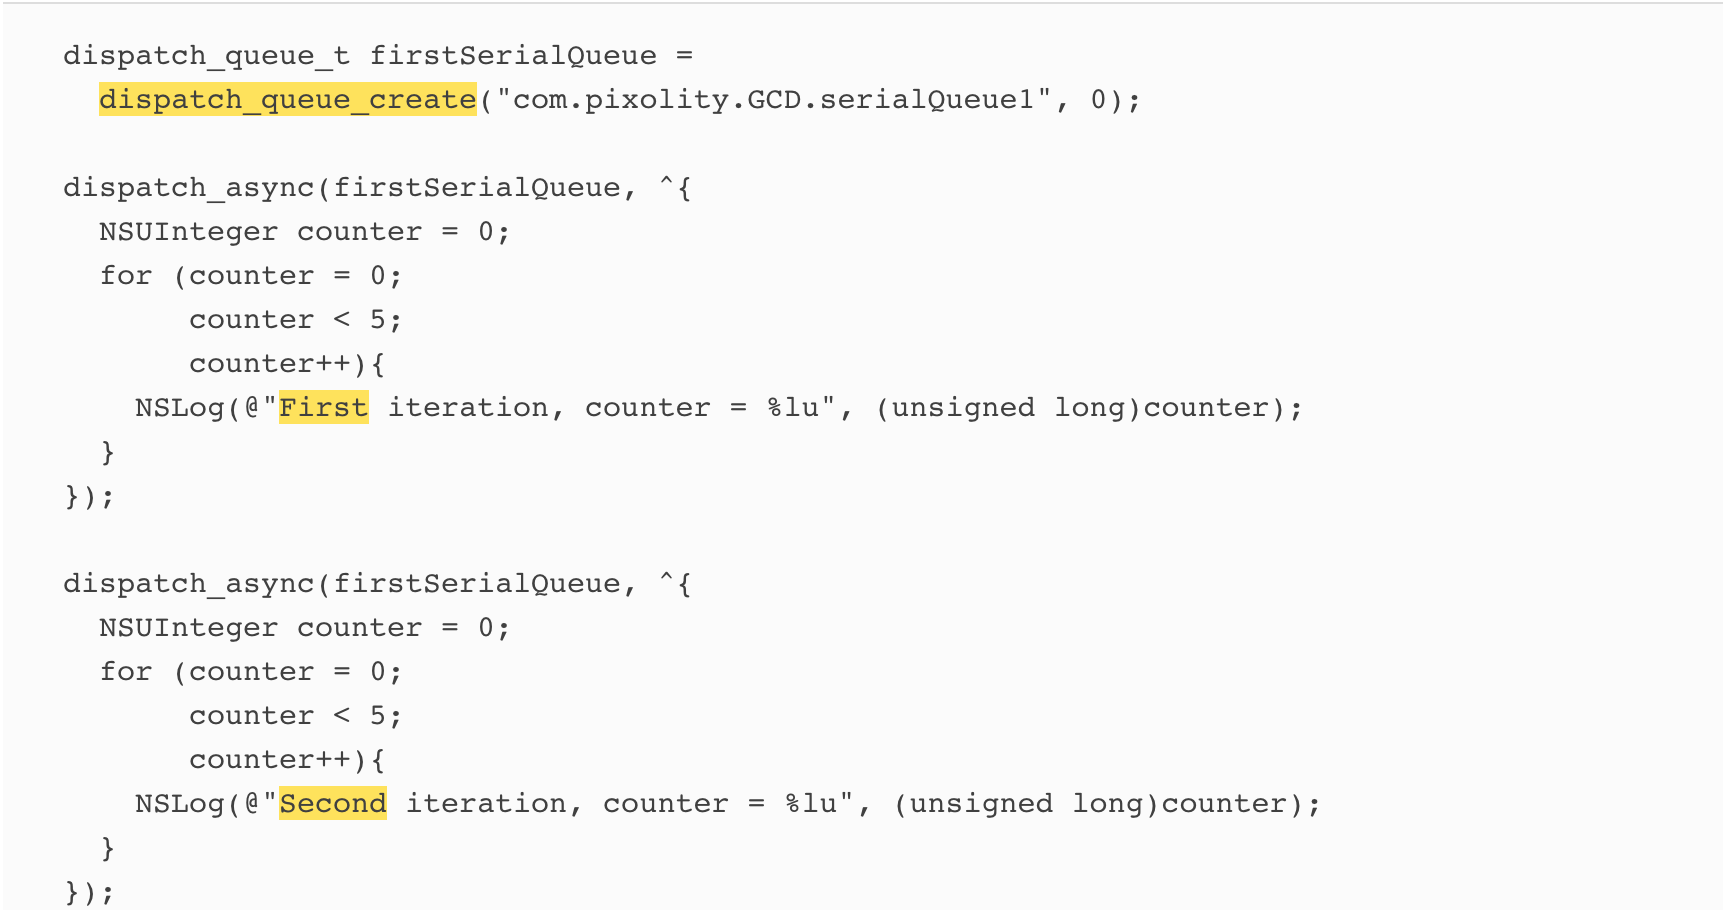 dispatch_queue_t firstSerialQueue =
  dispatch_queue_create("com.pixolity.GCD.serialQueue1", 0);

dispatch_async(firstSerialQueue, ^{
  NSUInteger counter = 0;
  for (counter = 0;
       counter < 5;
       counter++){
    NSLog(@"First iteration, counter = %lu", (unsigned long)counter);
  }
});

dispatch_async(firstSerialQueue, ^{
  NSUInteger counter = 0;
  for (counter = 0;
       counter < 5;
       counter++){
    NSLog(@"Second iteration, counter = %lu", (unsigned long)counter);
  }
});